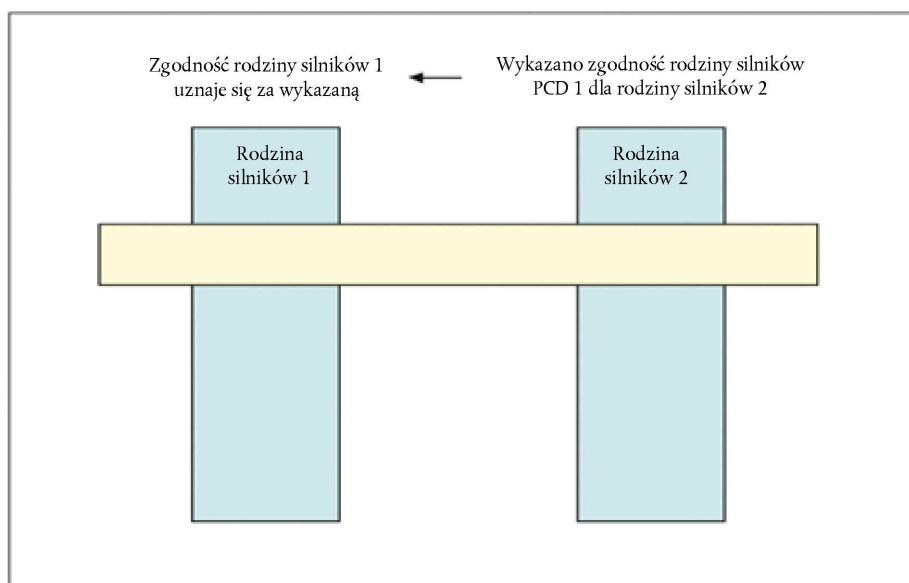 Zgodność rodziny silników 1
uznaje się za wykazaną
Wykazano zgodność rodziny silników
PCD 1 dla rodziny silników 2
Rodzina
silników 1
Rodzina
silników 2